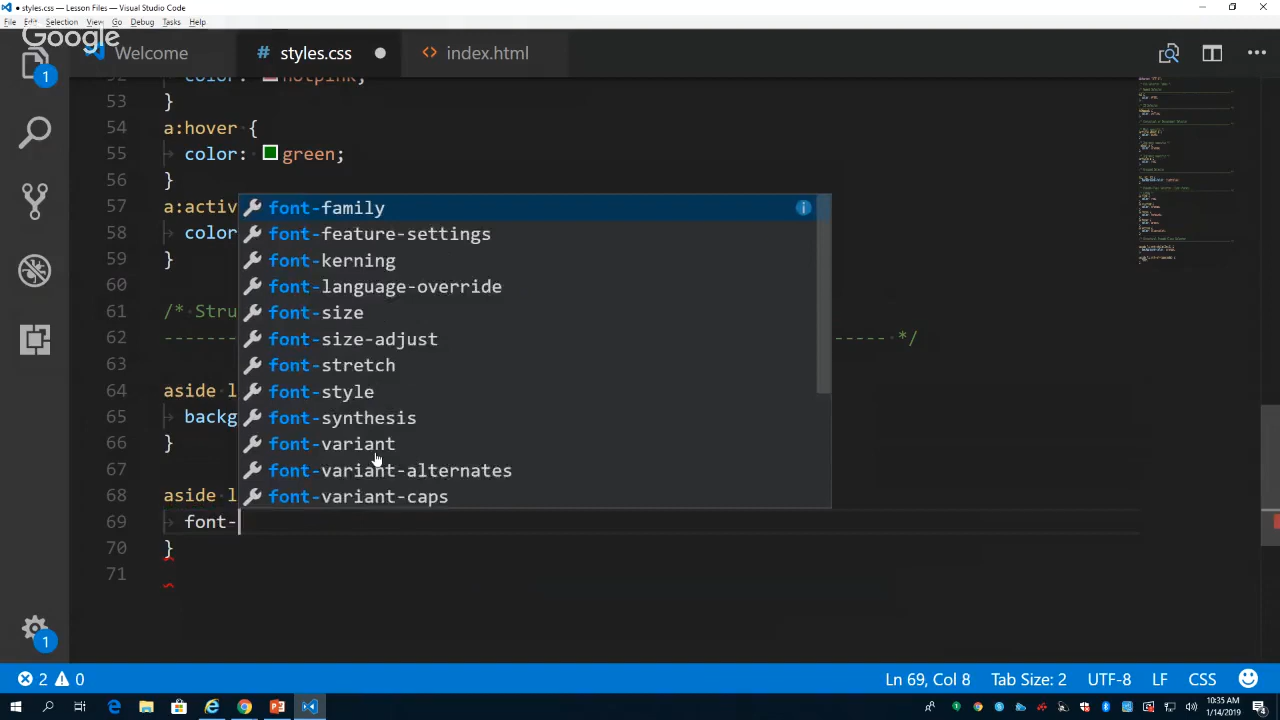 styles.css — Lesson Files — Visual Studio Code
File Edit Selection View Go Debug Tasks Help
Google
Welcome # styles.css <> index.html
1
52 color: hotpink;
53 }
54 a:hover {
55 color: green;
56 }
57 a:activ
58 color
59 }
60
61 /* Stru
62 ------- ----- */
63
64 aside l
65 backg
66 }
67
68 aside l
69 font-
70 }
71
font-family
font-feature-settings
font-kerning
font-language-override
font-size
font-size-adjust
font-stretch
font-style
font-synthesis
font-variant
font-variant-alternates
font-variant-caps
1
2 0 Ln 69, Col 8 Tab Size: 2 UTF-8 LF CSS
10:35 AM
1/14/2019